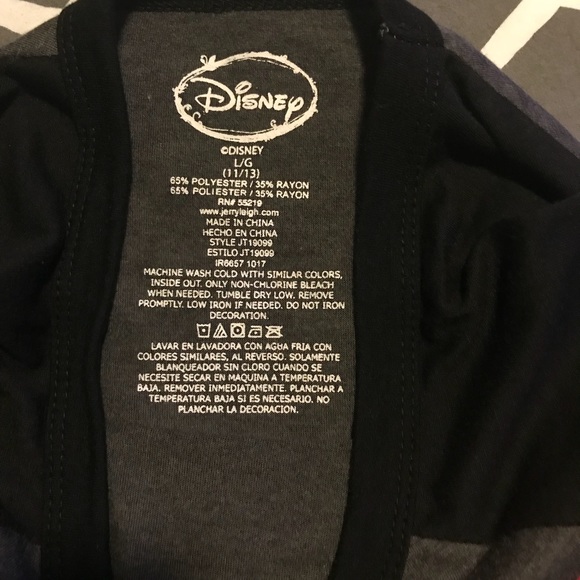 Disney
©DISNEY
L/G
(11/13)
65% POLYESTER / 35% RAYON
65% POLIESTER / 35% RAYON
RN# 55219
www.jerryleigh.com
MADE IN CHINA
HECHO EN CHINA
STYLE JT19099
ESTILO JT19099
IR6657 1017
MACHINE WASH COLD WITH SIMILAR COLORS,
INSIDE OUT. ONLY NON-CHLORINE BLEACH
WHEN NEEDED. TUMBLE DRY LOW. REMOVE
PROMPTLY. LOW IRON IF NEEDED. DO NOT IRON
DECORATION.
LAVAR EN LAVADORA CON AGUA FRIA CON
COLORES SIMILARES, AL REVERSO. SOLAMENTE
BLANQUEADOR SIN CLORO CUANDO SE
NECESITE SECAR EN MAQUINA A TEMPERATURA
BAJA. REMOVER INMEDIATAMENTE. PLANCHAR A
TEMPERATURA BAJA SI ES NECESARIO. NO
PLANCHAR LA DECORACION.